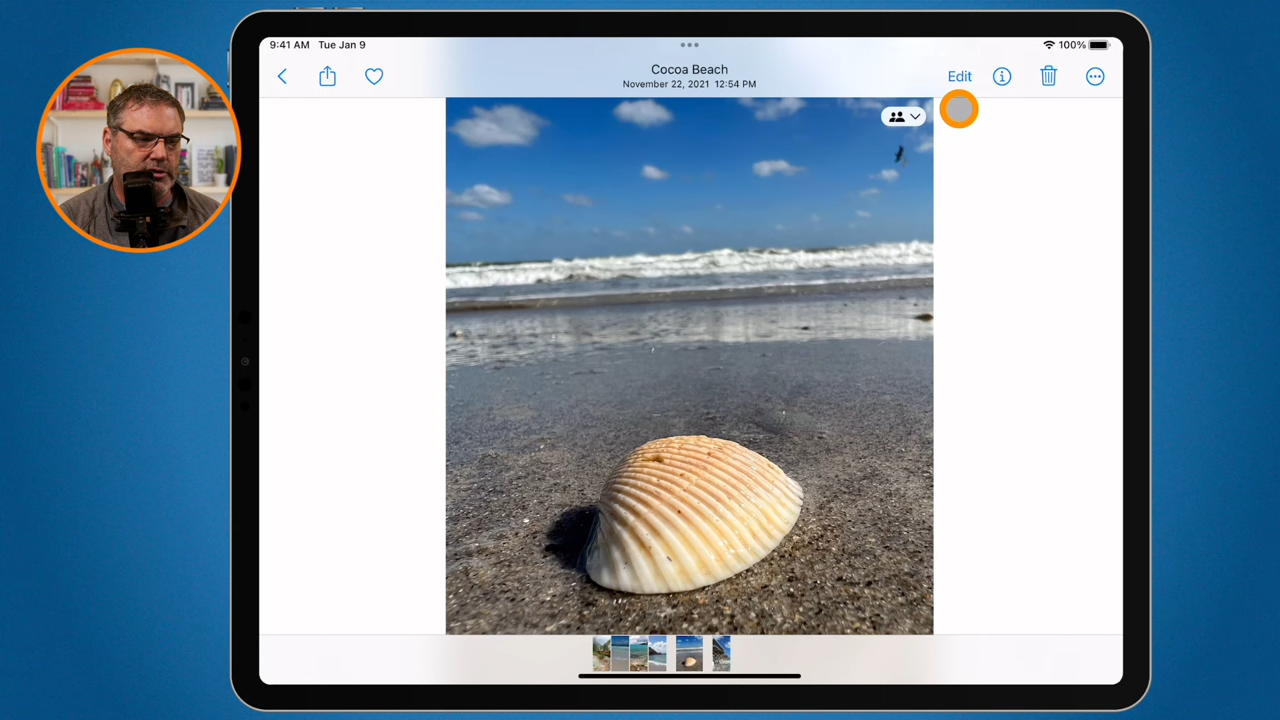 9:41 AM Tue Jan 9
100%
Cocoa Beach
November 22, 2021 12:54 PM
Edit